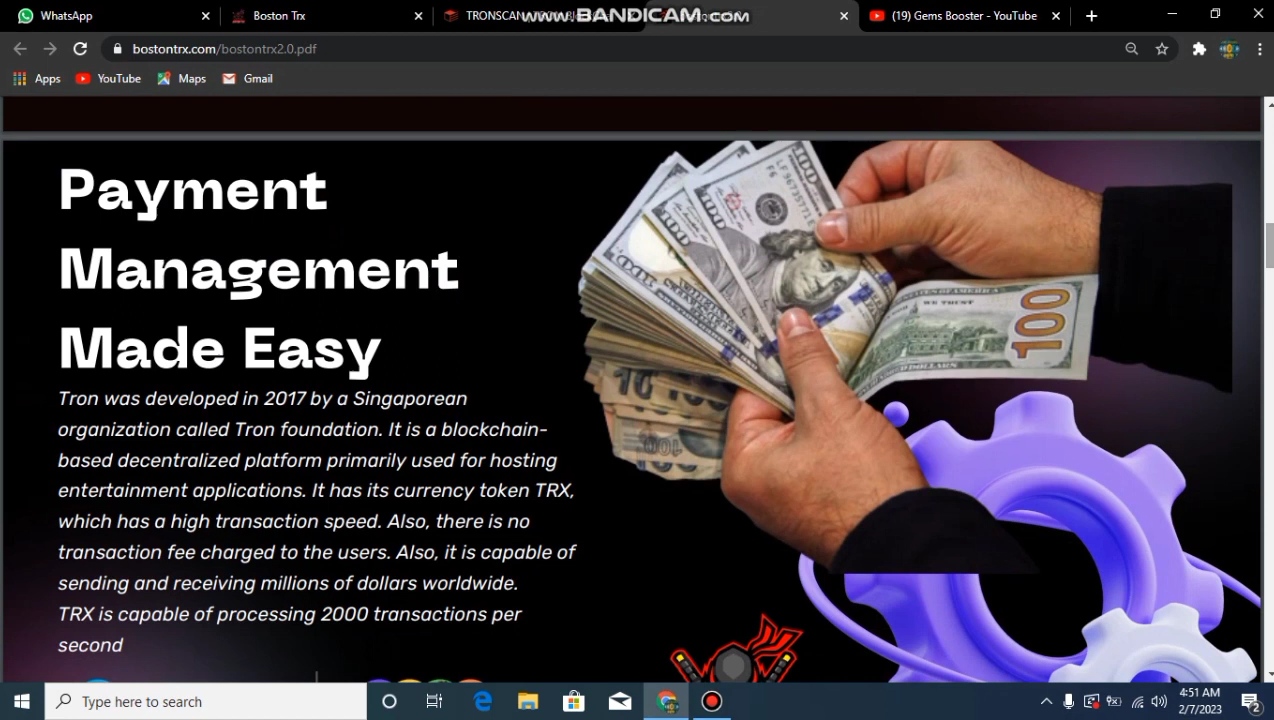 WhatsApp
Boston Trx
TRONSCAN
www.BANDICAM.com
(19) Gems Booster - YouTube
bostontrx.com/bostontrx2.0.pdf
Apps
YouTube
Maps
Gmail
Payment
Management
Made Easy
Tron was developed in 2017 by a Singaporean
organization called Tron foundation. It is a blockchain-
based decentralized platform primarily used for hosting
entertainment applications. It has its currency token TRX,
which has a high transaction speed. Also, there is no
transaction fee charged to the users. Also, it is capable of
sending and receiving millions of dollars worldwide.
TRX is capable of processing 2000 transactions per
second
100
WE TRUST
100
Type here to search
4:51 AM
2/7/2023
2